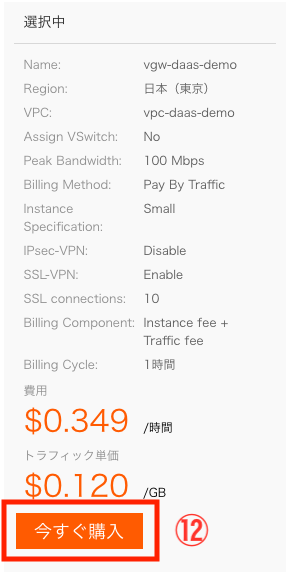 選択中
Name: vgw-daas-demo
Region: 日本（東京）
VPC: vpc-daas-demo
Assign VSwitch: No
Peak Bandwidth: 100 Mbps
Billing Method: Pay By Traffic
Instance Small
Specification:
IPsec-VPN: Disable
SSL-VPN: Enable
SSL connections: 10
Billing Component: Instance fee +
Traffic fee
Billing Cycle: 1時間
費用
$0.349 /時間
トラフィック単価
$0.120 /GB
今すぐ購入 ⑫